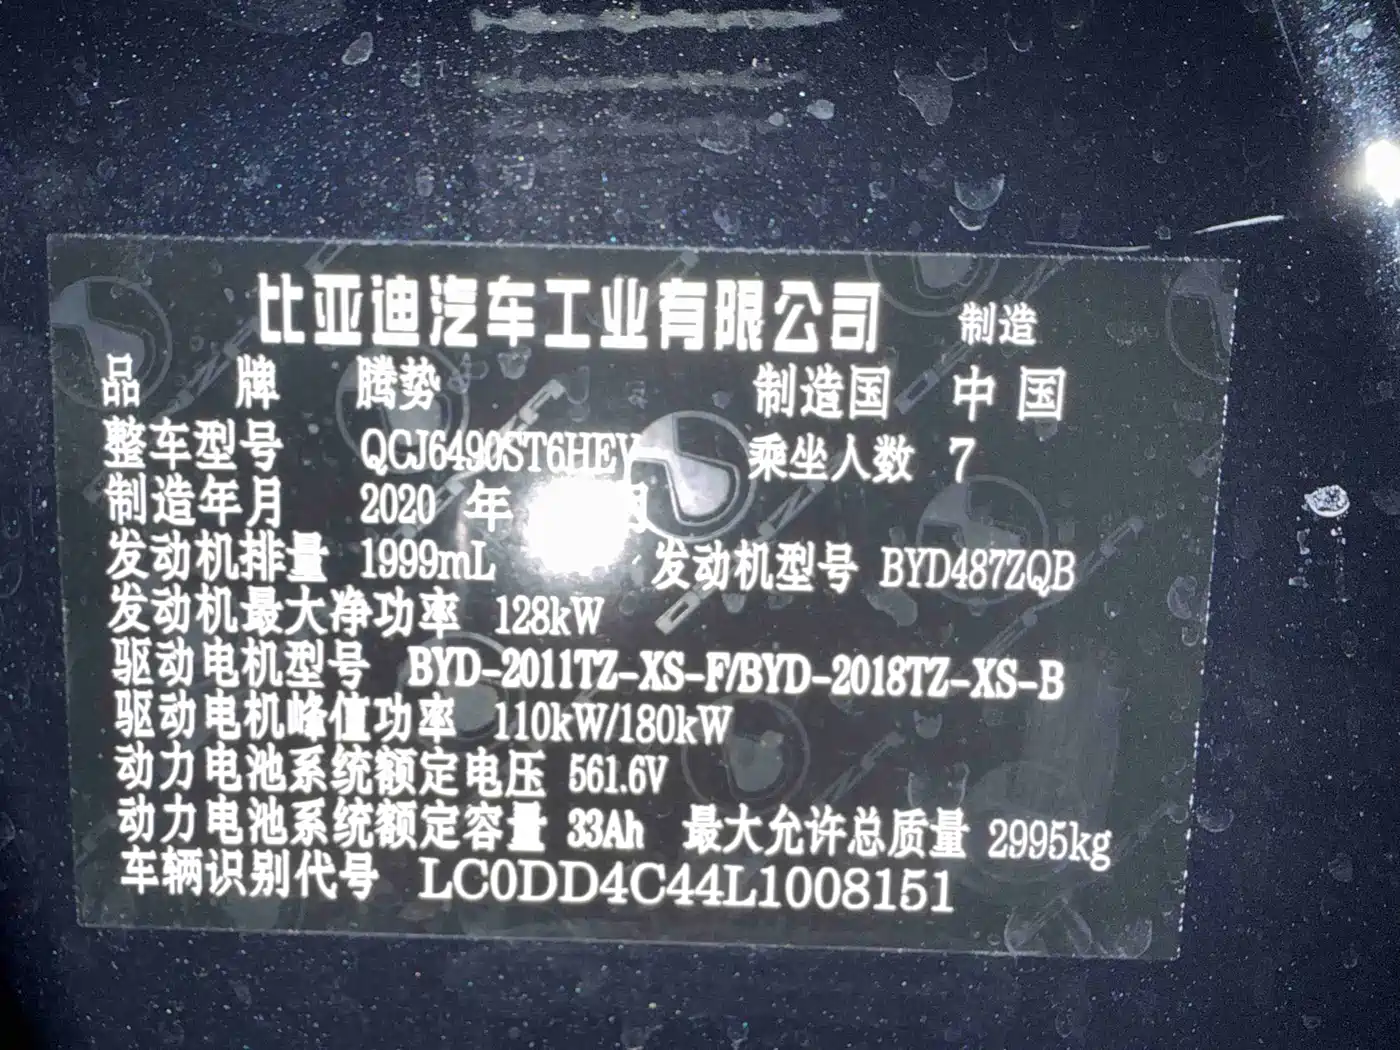 比亚迪汽车工业有限公司 制造
品 牌 腾势 制造国 中国
整车型号 QCJ6490ST6HEV 乘坐人数 7
制造年月 2020 年 月
发动机排量 1999mL 发动机型号 BYD487ZQB
发动机最大净功率 128kW
驱动电机型号 BYD-2011TZ-XS-F/BYD-2018TZ-XS-B
驱动电机峰值功率 110kW/180kW
动力电池系统额定电压 561.6V
动力电池系统额定容量 33Ah 最大允许总质量 2995kg
车辆识别代号 LC0DD4C44L1008151